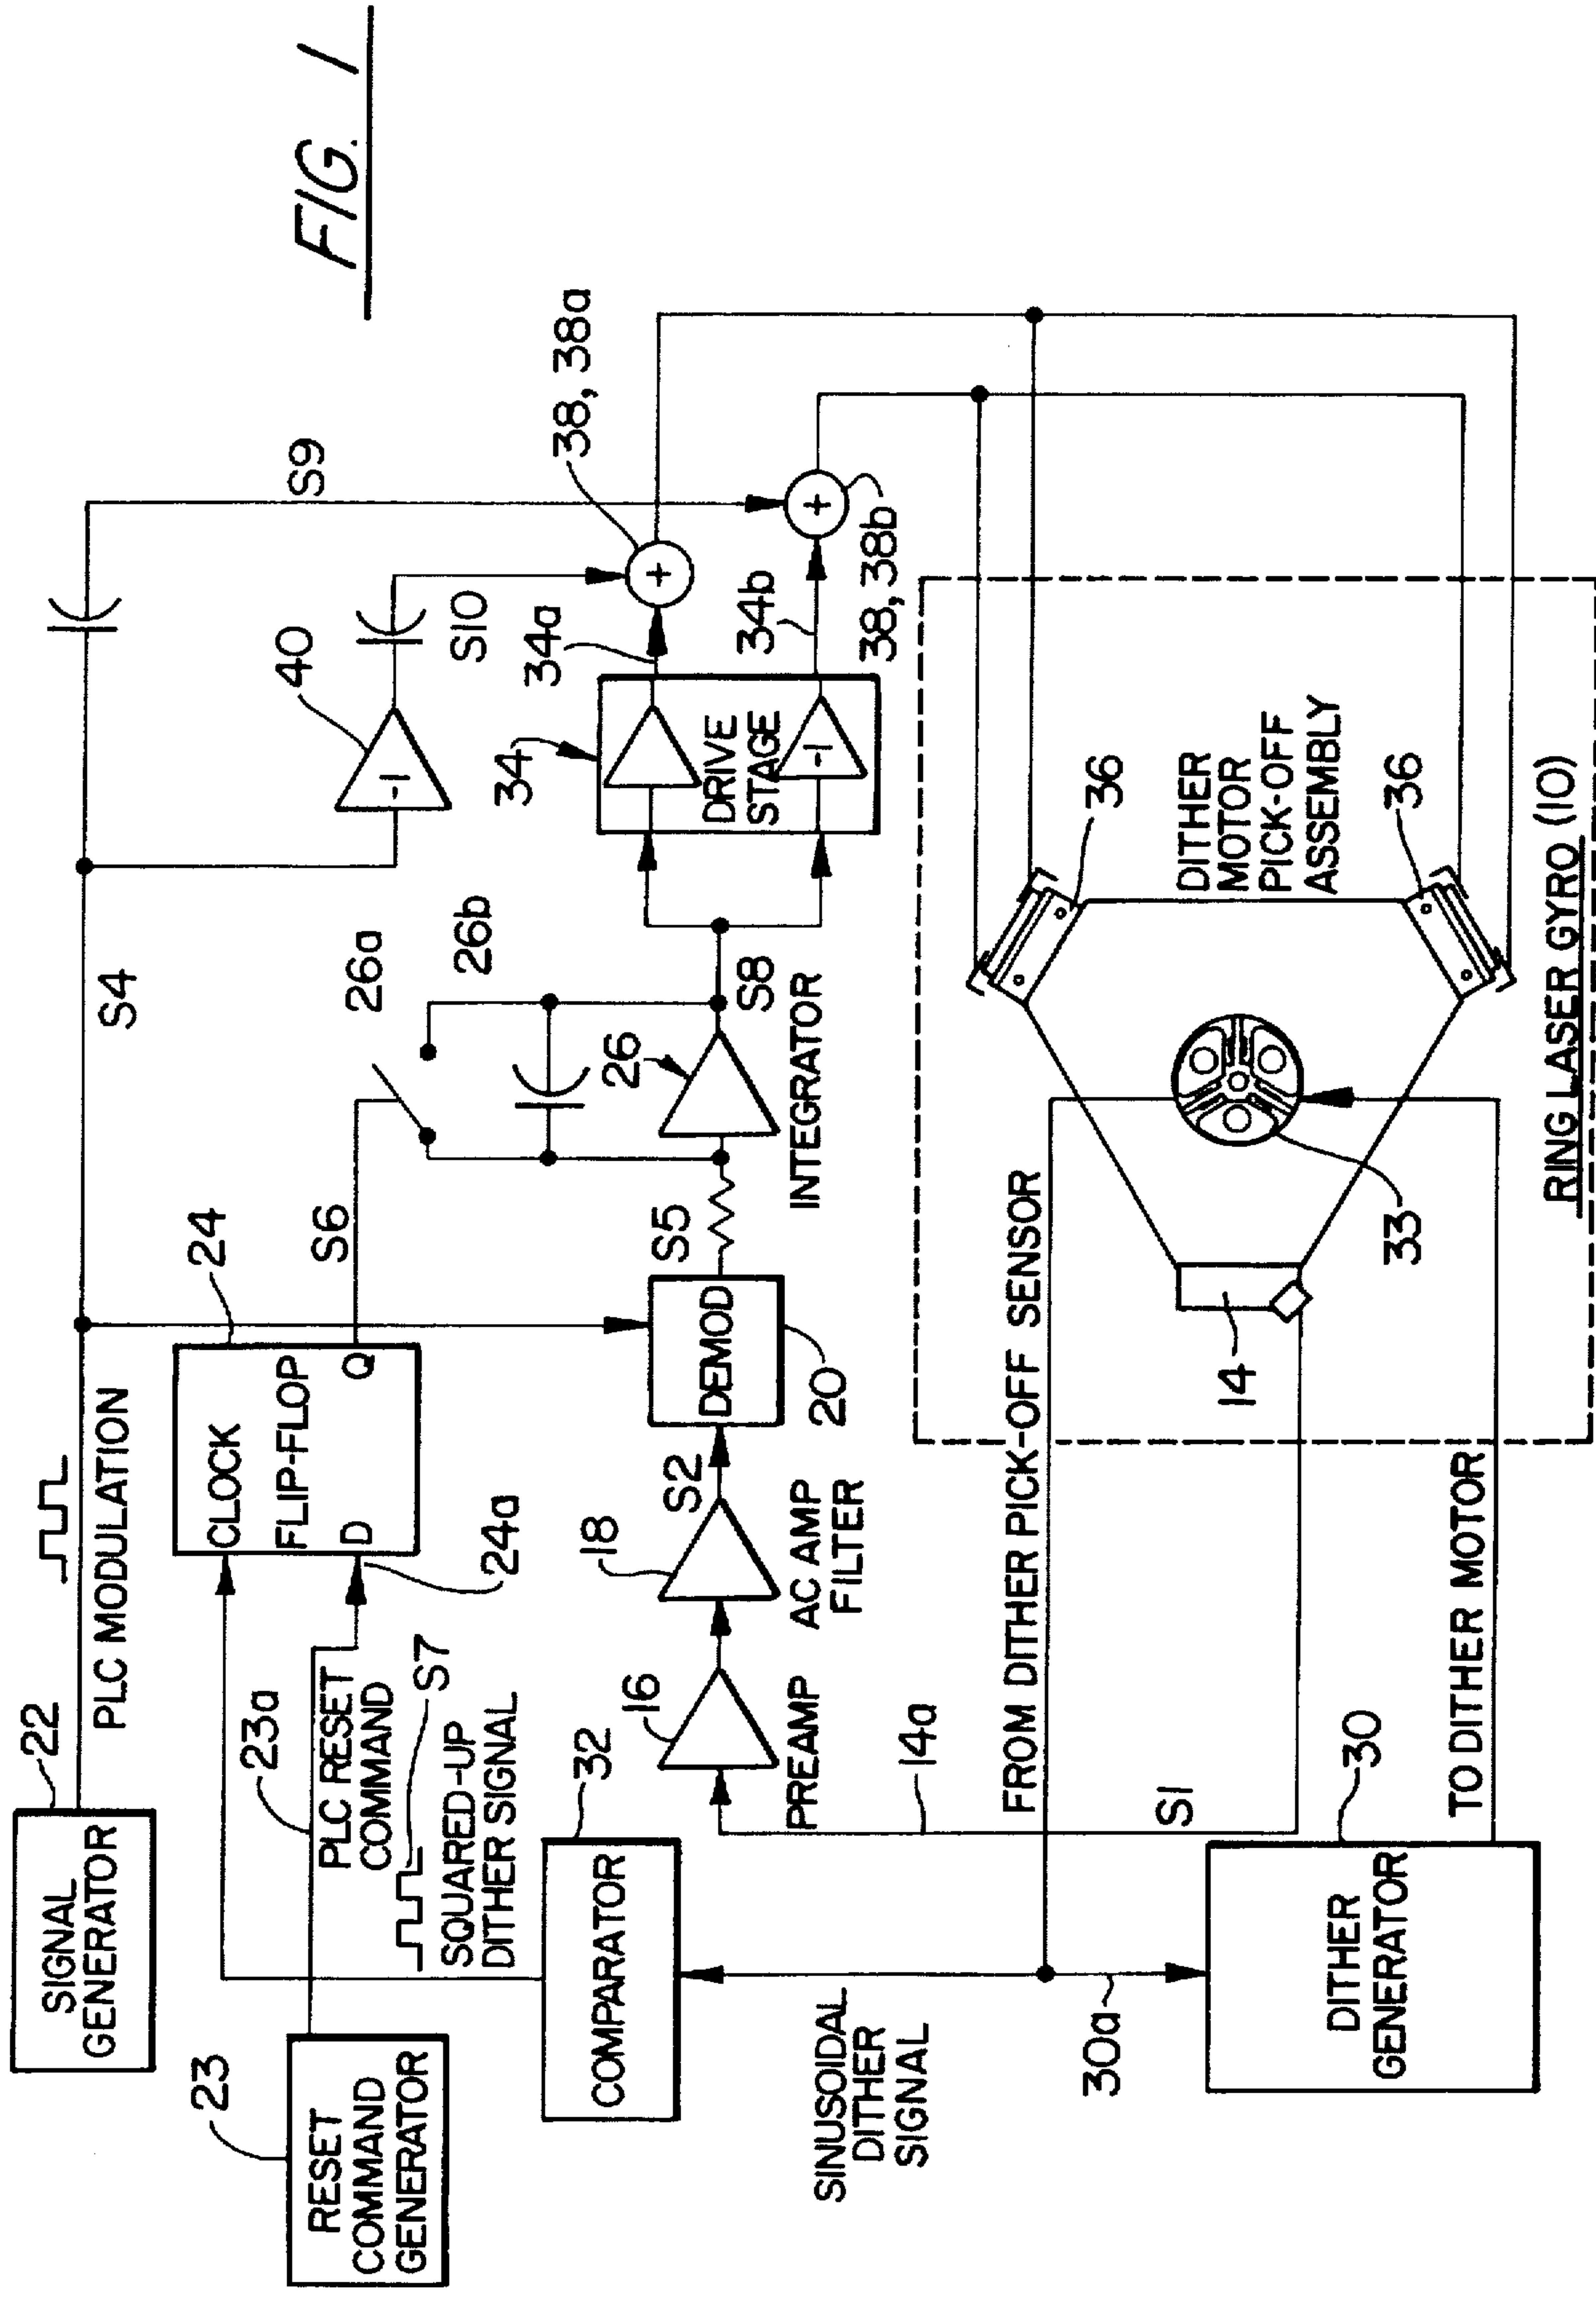 FIG. 1
22
SIGNAL
GENERATOR
PLC MODULATION
S4
S9
23
RESET
COMMAND
GENERATOR
23a
PLC RESET
COMMAND
S7
SQUARED-UP
DITHER SIGNAL
24
CLOCK
FLIP-FLOP
D
Q
24a
S6
26a
26b
40
-1
S10
38, 38a
32
COMPARATOR
16
PREAMP
18
AC AMP
FILTER
S2
DEMOD
20
S5
26
INTEGRATOR
S8
34
DRIVE
STAGE
-1
34a
34b
+
+
38, 38b
SINUSOIDAL
DITHER
SIGNAL
30a
14a
S1
FROM DITHER PICK-OFF SENSOR
30
DITHER
GENERATOR
TO DITHER MOTOR
14
33
36
DITHER
MOTOR
PICK-OFF
ASSEMBLY
36
RING LASER GYRO (10)